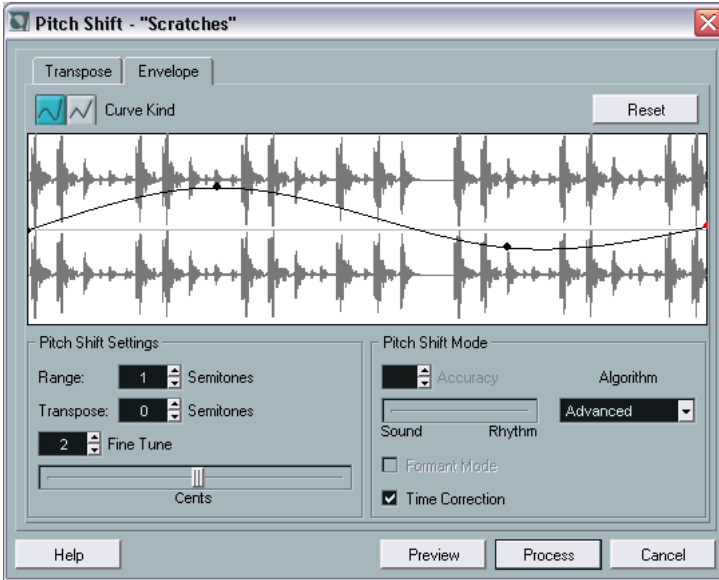 Pitch Shift - "Scratches"
Transpose Envelope
Curve Kind Reset
Pitch Shift Settings
Range: 1 Semitones
Transpose: 0 Semitones
2 Fine Tune
Cents
Pitch Shift Mode
Accuracy Algorithm
Advanced
Sound Rhythm
Formant Mode
Time Correction
Help Preview Process Cancel